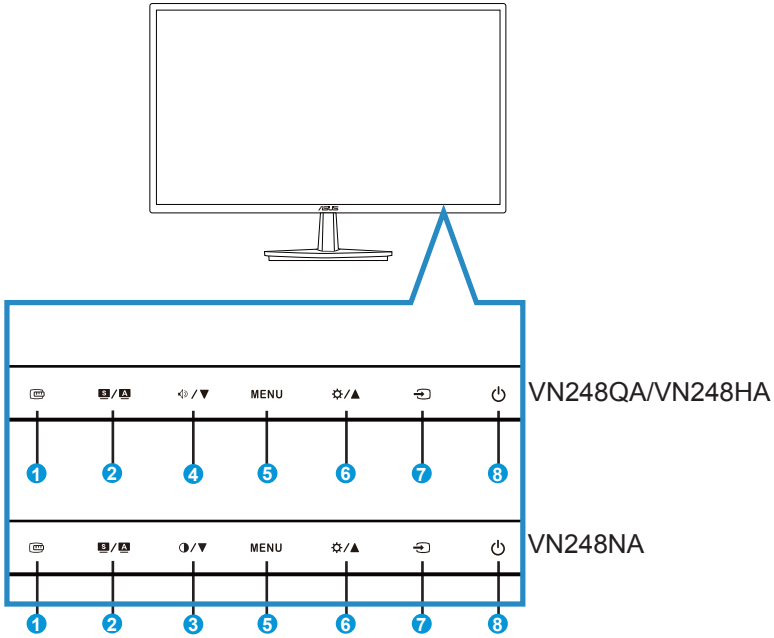 ASUS
S/A MENU VN248QA/VN248HA
1 2 4 5 6 7 8
S/A MENU VN248NA
1 2 3 5 6 7 8